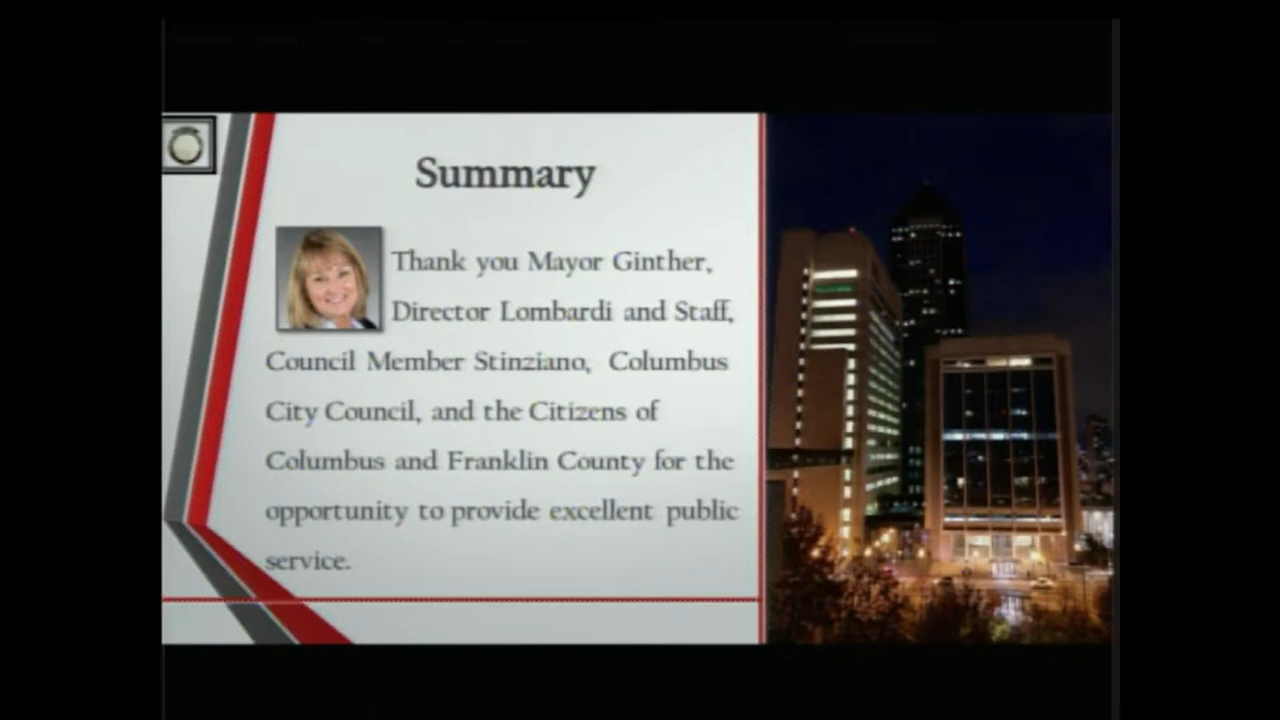 Summary
Thank you Mayor Ginther,
Director Lombardi and Staff,
Council Member Stinziano, Columbus
City Council, and the Citizens of
Columbus and Franklin County for the
opportunity to provide excellent public
service.